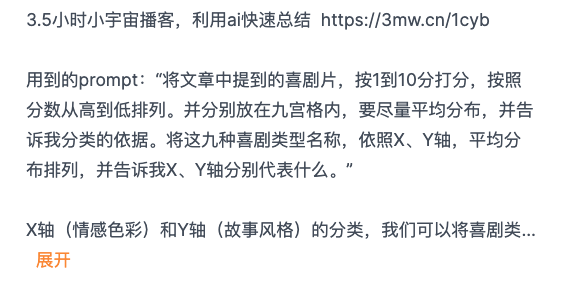 3.5小时小宇宙播客，利用ai快速总结  https://3mw.cn/1cyb
用到的prompt：“将文章中提到的喜剧片，按1到10分打分，按照
分数从高到低排列。并分别放在九宫格内，要尽量平均分布，并告
诉我分类的依据。将这九种喜剧类型名称，依照X、Y轴，平均分
布排列，并告诉我X、Y轴分别代表什么。”
X轴（情感色彩）和Y轴（故事风格）的分类，我们可以将喜剧类...
展开